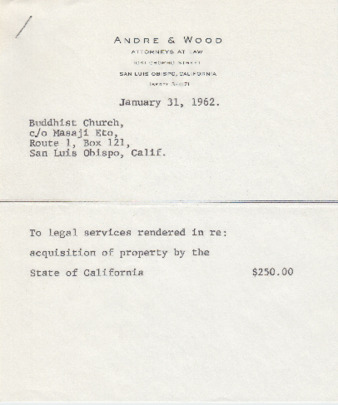 ANDRE & WOOD
ATTORNEYS AT LAW
STREET
SAN LUIS OBISPO, CALIFORNIA
January 31, 1962.
Buddhist Church,
c/o Masaji Eto,
Route 1, Box 121,
San Luis Obispo, Calif.
To legal services rendered in re:
acquisition of property by the
State of California $250.00